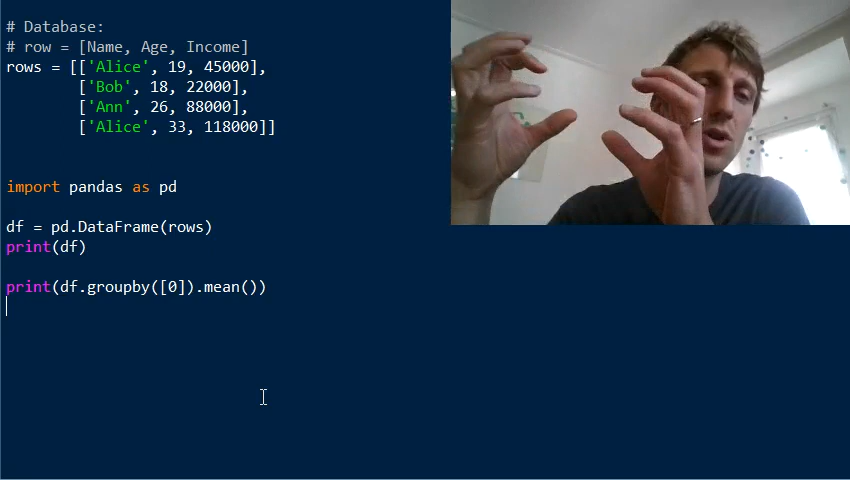 # Database:
# row = [Name, Age, Income]
rows = [['Alice', 19, 45000],
['Bob', 18, 22000],
['Ann', 26, 88000],
['Alice', 33, 118000]]
import pandas as pd
df = pd.DataFrame(rows)
print(df)
print(df.groupby([0]).mean())